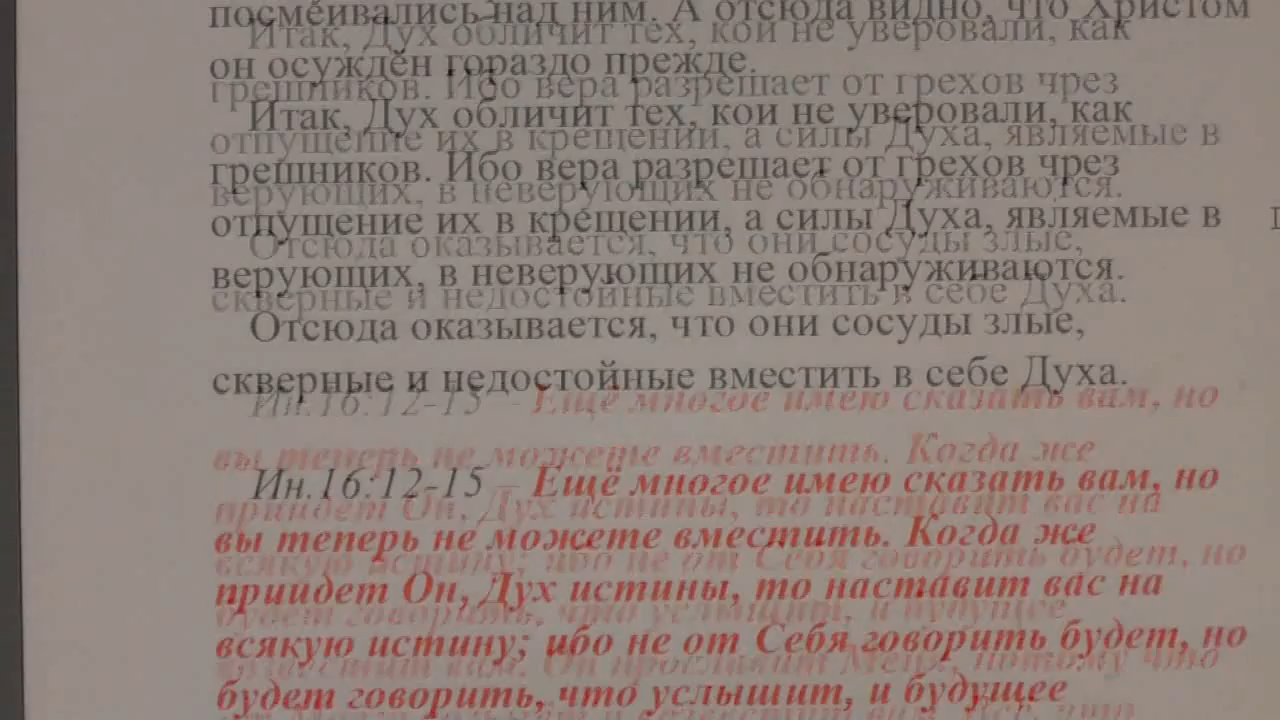 посмеивались над ним. А отсюда видно, что Христом
он осуждён гораздо прежде.
Итак, Дух обличит тех, кои не уверовали, как
грешников. Ибо вера разрешает от грехов чрез
отпущение их в крещении, а силы Духа, являемые в
верующих, в неверующих не обнаруживаются.
Отсюда оказывается, что они сосуды злые,
скверные и недостойные вместить в себе Духа.
Ин.16:12-15 – Ещё многое имею сказать вам, но
вы теперь не можете вместить. Когда же
приидет Он, Дух истины, то наставит вас на
всякую истину; ибо не от Себя говорить будет, но
будет говорить, что услышит, и будущее